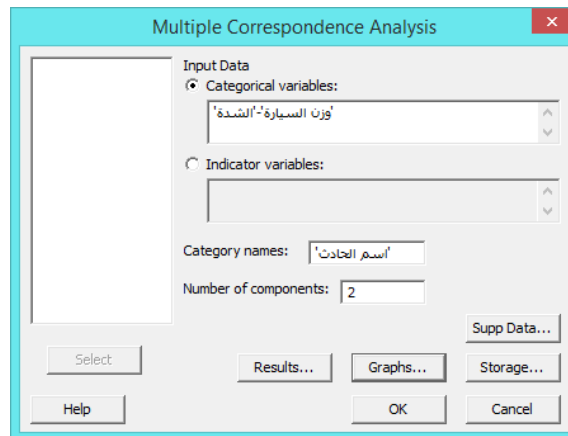 Multiple Correspondence Analysis
Input Data
Categorical variables:
'وزن السيارة'-'الشدة'
Indicator variables:
Category names: 'اسم الحادث'
Number of components: 2
Supp Data...
Select Results... Graphs... Storage...
Help OK Cancel